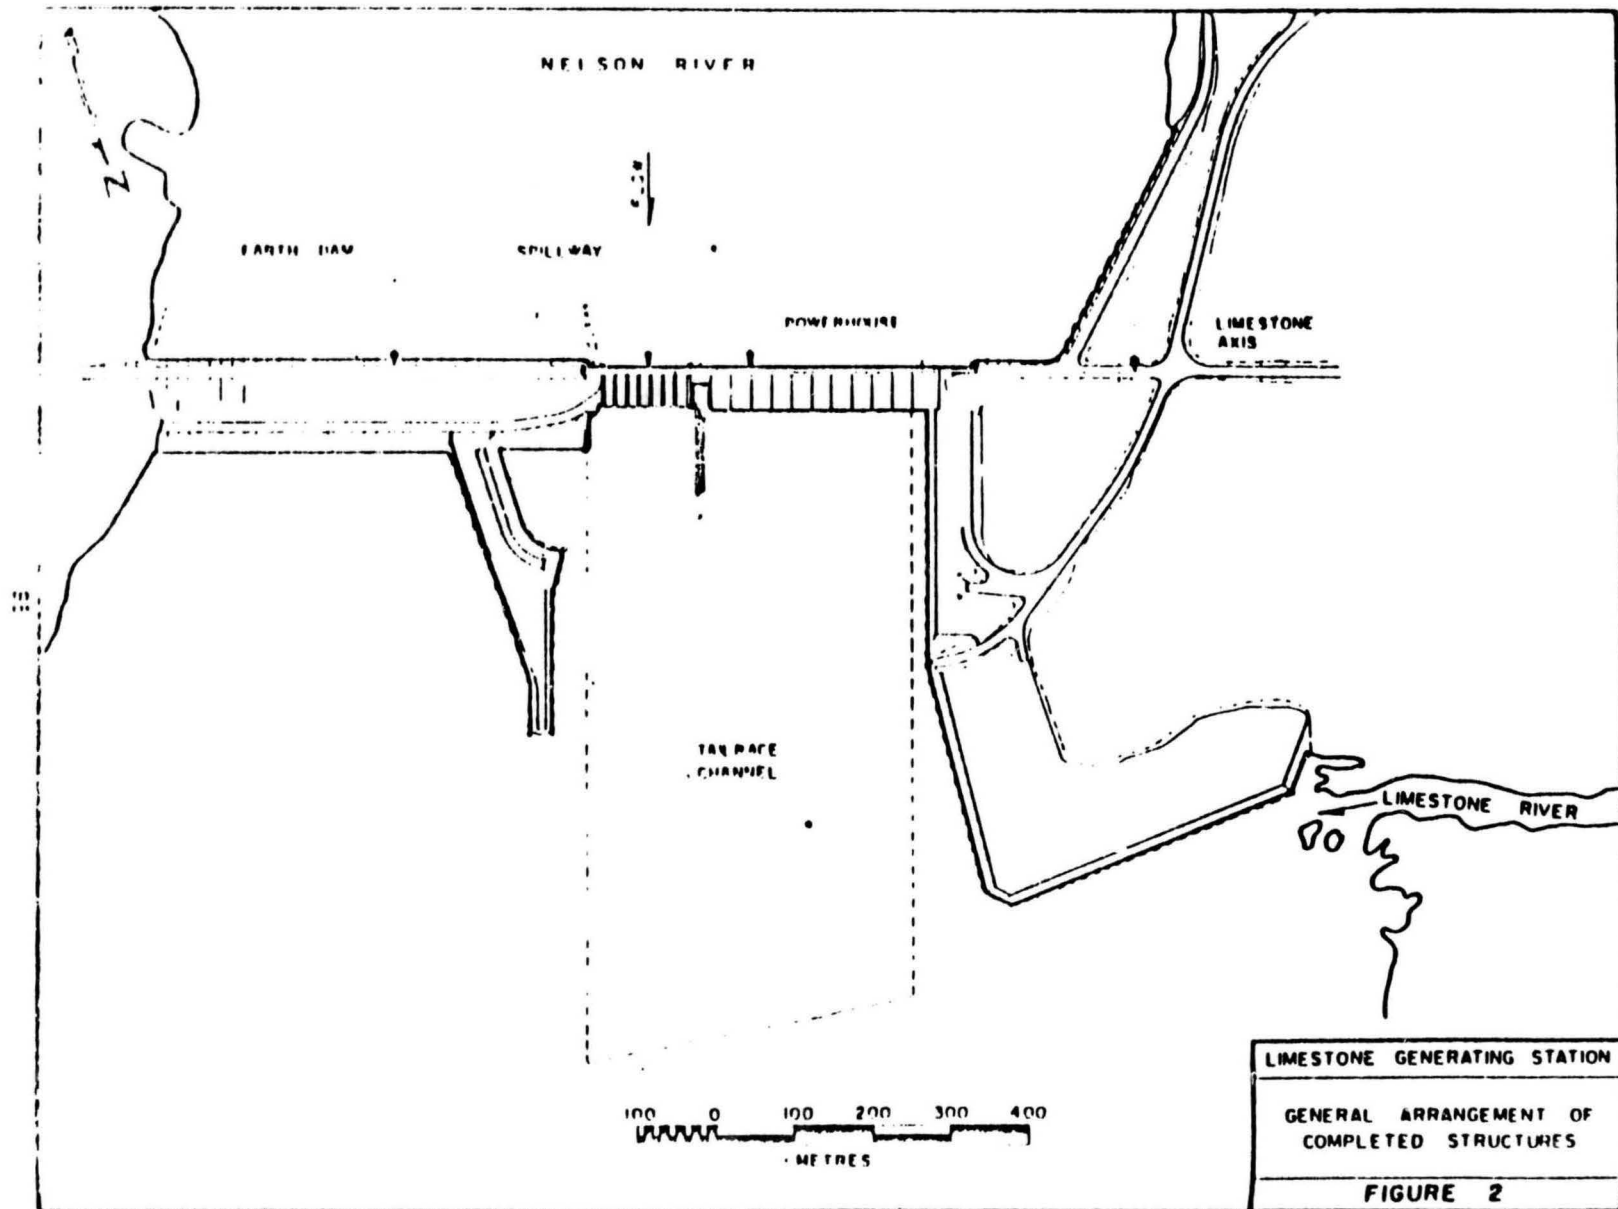 NELSON RIVER
N
FLOW
EARTH DAM
SPILLWAY
POWERHOUSE
LIMESTONE
AXIS
TAILRACE
CHANNEL
LIMESTONE RIVER
100 0 100 200 300 400
METRES
LIMESTONE GENERATING STATION
GENERAL ARRANGEMENT OF
COMPLETED STRUCTURES
FIGURE 2